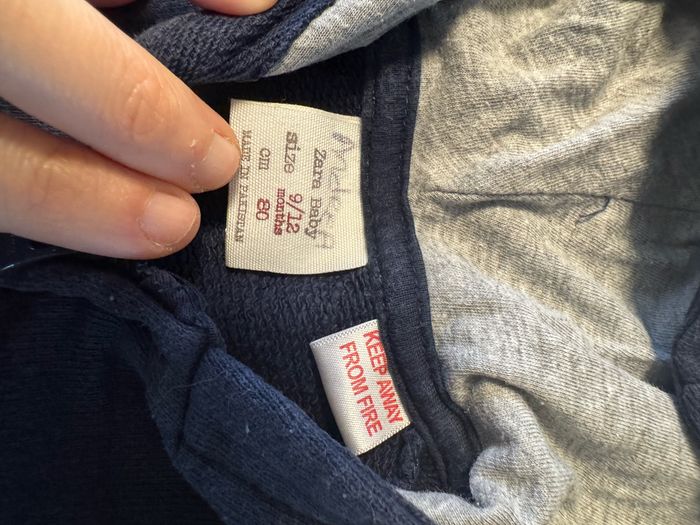 zara Baby
size 9/12
months
cm 80
MADE IN PAKISTAN
KEEP AWAY
FROM FIRE